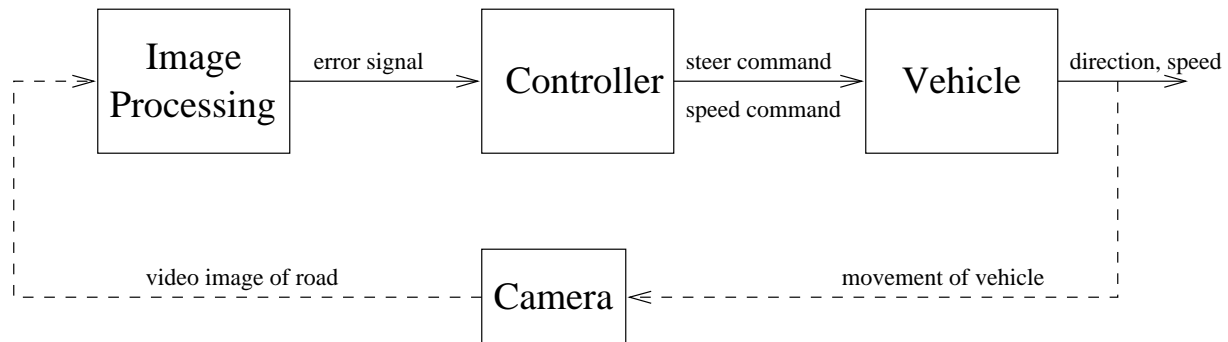 Image
Processing
error signal
Controller
steer command
speed command
Vehicle
direction, speed
video image of road
Camera
movement of vehicle